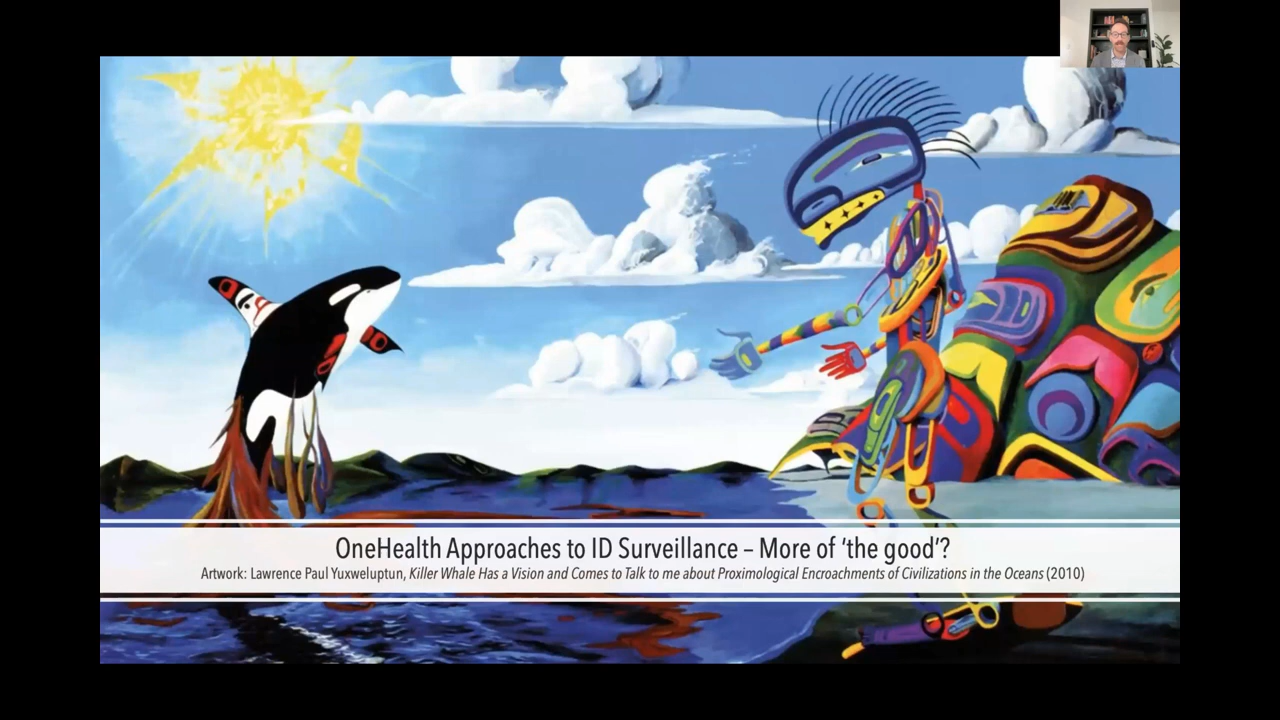 OneHealth Approaches to ID Surveillance – More of ‘the good’?
Artwork: Lawrence Paul Yuxweluptun, Killer Whale Has a Vision and Comes to Talk to me about Proximological Encroachments of Civilizations in the Oceans (2010)